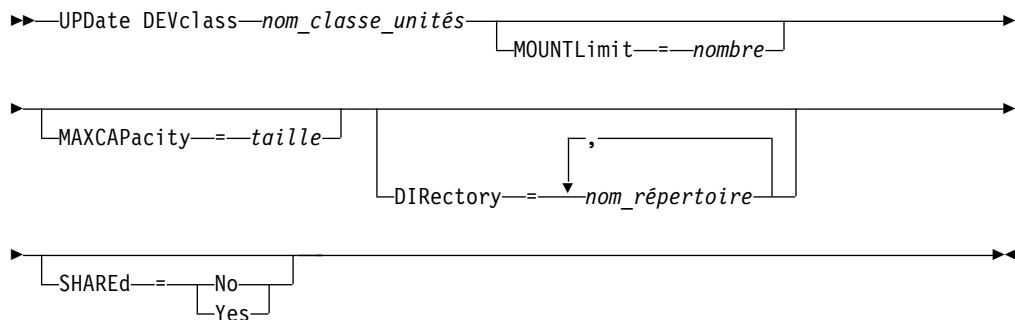 ►►—UPDate DEVclass—nom_classe_unités—►
MOUNTLimit—=—nombre
►—►
MAXCAPacity—=—taille
,
DIRectory—=—▼—nom_répertoire
►—►◄
SHAREd—=—No
Yes